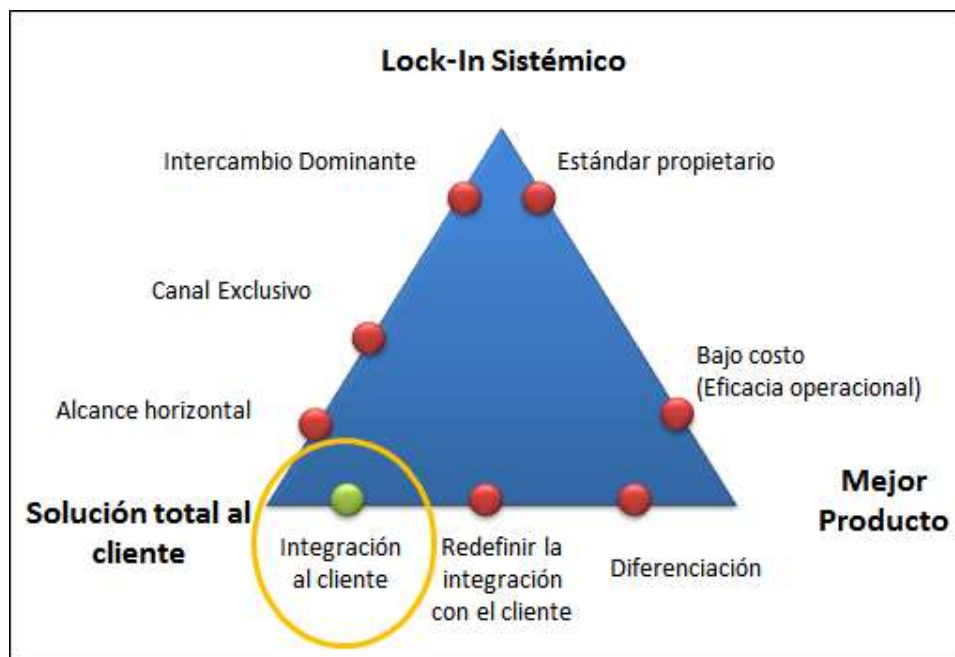 Lock-In Sistémico
Intercambio Dominante
Estándar propietario
Canal Exclusivo
Bajo costo
(Eficacia operacional)
Alcance horizontal
Solución total al
cliente
Mejor
Producto
Integración
al cliente
Redefinir la
integración
con el cliente
Diferenciación